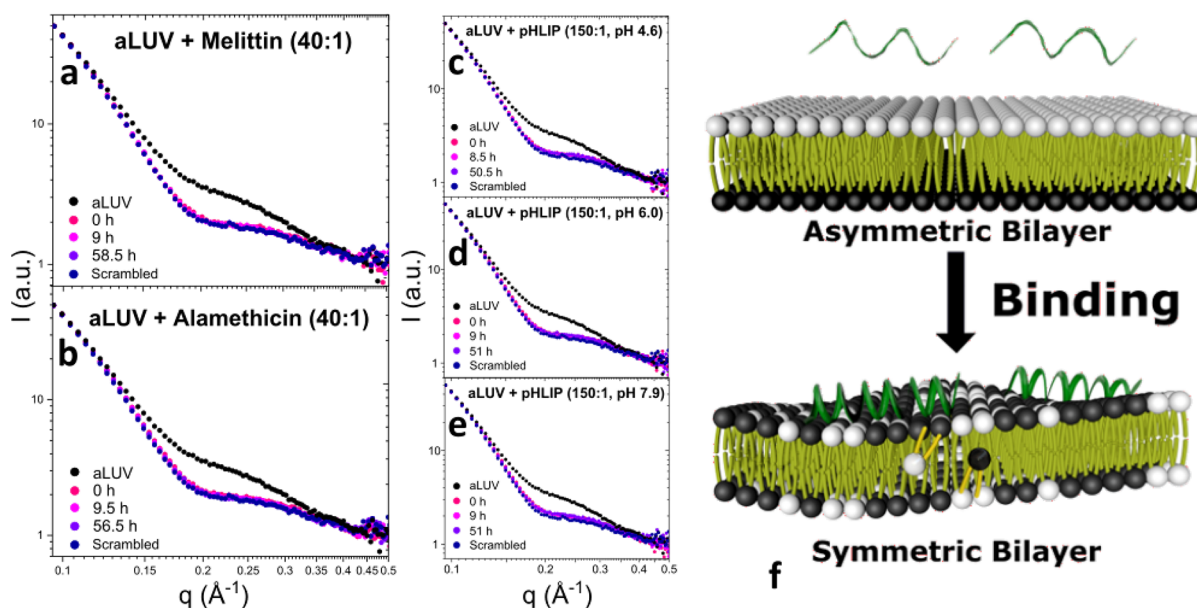 aLUV + Melittin (40:1)
a
I (a.u.)
10
1
aLUV
0 h
9 h
58.5 h
Scrambled
aLUV + Alamethicin (40:1)
b
10
1
aLUV
0 h
9.5 h
56.5 h
Scrambled
0.1 0.15 0.2 0.25 0.3 0.35 0.4 0.45 0.5
q (Å-1)
aLUV + pHLIP (150:1, pH 4.6)
c
I (a.u.)
10
1
aLUV
0 h
8.5 h
50.5 h
Scrambled
aLUV + pHLIP (150:1, pH 6.0)
d
10
1
aLUV
0 h
9 h
51 h
Scrambled
aLUV + pHLIP (150:1, pH 7.9)
e
10
1
aLUV
0 h
9 h
51 h
Scrambled
0.1 0.2 0.3 0.4 0.5
q (Å-1)
Asymmetric Bilayer
Binding
Symmetric Bilayer
f